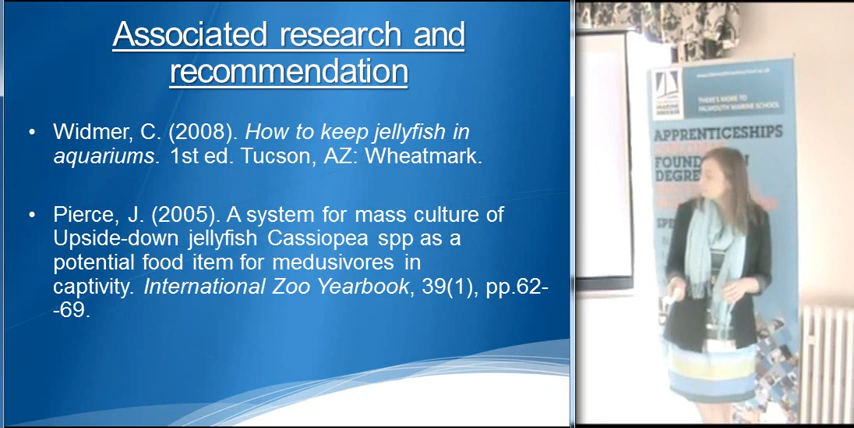 Associated research and
recommendation
• Widmer, C. (2008). How to keep jellyfish in
aquariums. 1st ed. Tucson, AZ: Wheatmark.
• Pierce, J. (2005). A system for mass culture of
Upside-down jellyfish Cassiopea spp as a
potential food item for medusivores in
captivity. International Zoo Yearbook, 39(1), pp.62-
-69.
THERE'S MORE TO
FALMOUTH MARINE SCHOOL
APPRENTICESHIPS
DEGRE